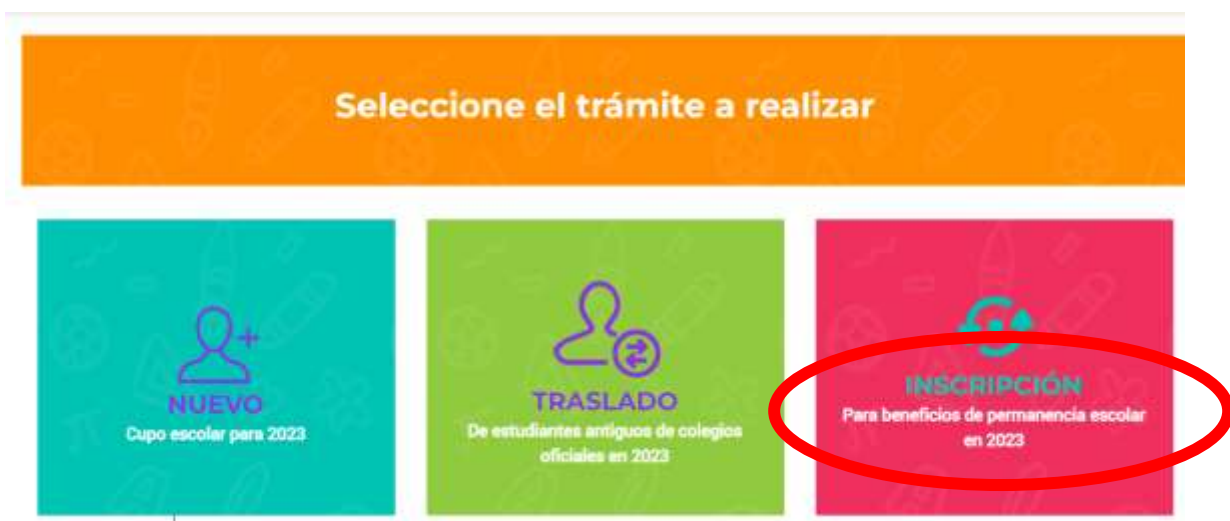 Seleccione el trámite a realizar
NUEVO
Cupo escolar para 2023
TRASLADO
De estudiantes antiguos de colegios
oficiales en 2023
INSCRIPCIÓN
Para beneficios de permanencia escolar
en 2023